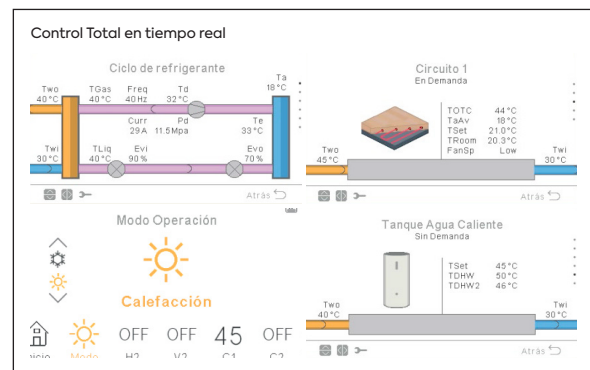 Control Total en tiempo real
Ciclo de refrigerante
Ta
18°C
Two
40°C
TGas
40°C
Freq
40Hz
Td
32°C
Curr
29A
Pd
11.5Mpa
Te
33°C
Twi
30°C
TLiq
40°C
Evi
90%
Evo
70%
Atrás
Circuito 1
En Demanda
TOTC 44°C
TaAv 18°C
TSet 21.0°C
TRoom 20.3°C
FanSp Low
Two
45°C
Twi
30°C
Atrás
Modo Operación
Calefacción
OFF OFF 45 OFF
Inicio Modo H2 V2 C1 C2
Tanque Agua Caliente
Sin Demanda
TSet 45°C
TDHW 50°C
TDHW2 46°C
Two
40°C
Twi
30°C
Atrás